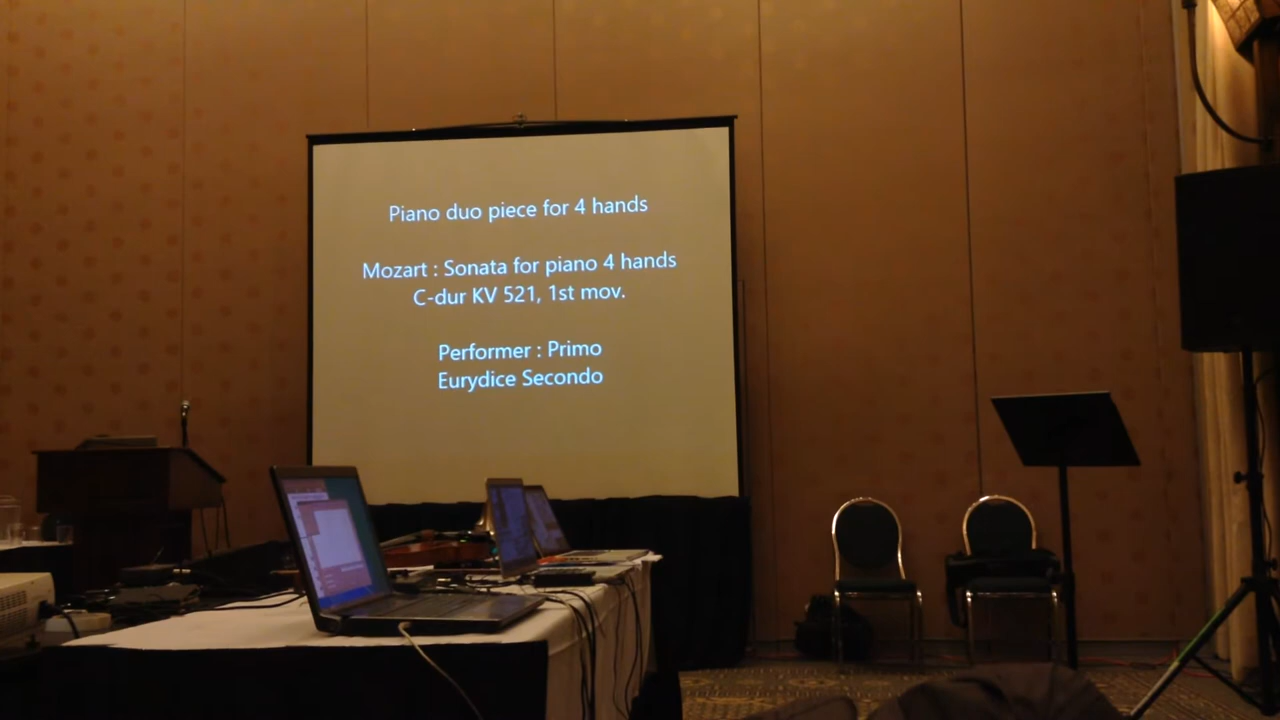 Piano duo piece for 4 hands
Mozart : Sonata for piano 4 hands
C-dur KV 521, 1st mov.
Performer : Primo
Eurydice Secondo